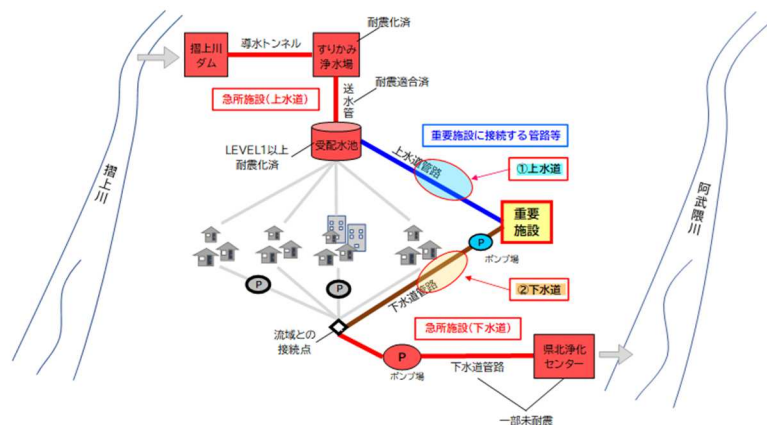 耐震化済
摺上川
ダム
導水トンネル
すりかみ
浄水場
耐震適合済
急所施設(上水道)
送水管
重要施設に接続する管路等
LEVEL1以上
耐震化済
受配水池
上水道管路
①上水道
摺上川
阿武隈川
重要
施設
P
ポンプ場
P
P
下水道管路
②下水道
流域との
接続点
急所施設(下水道)
P
ポンプ場
下水道管路
県北浄化
センター
一部未耐震